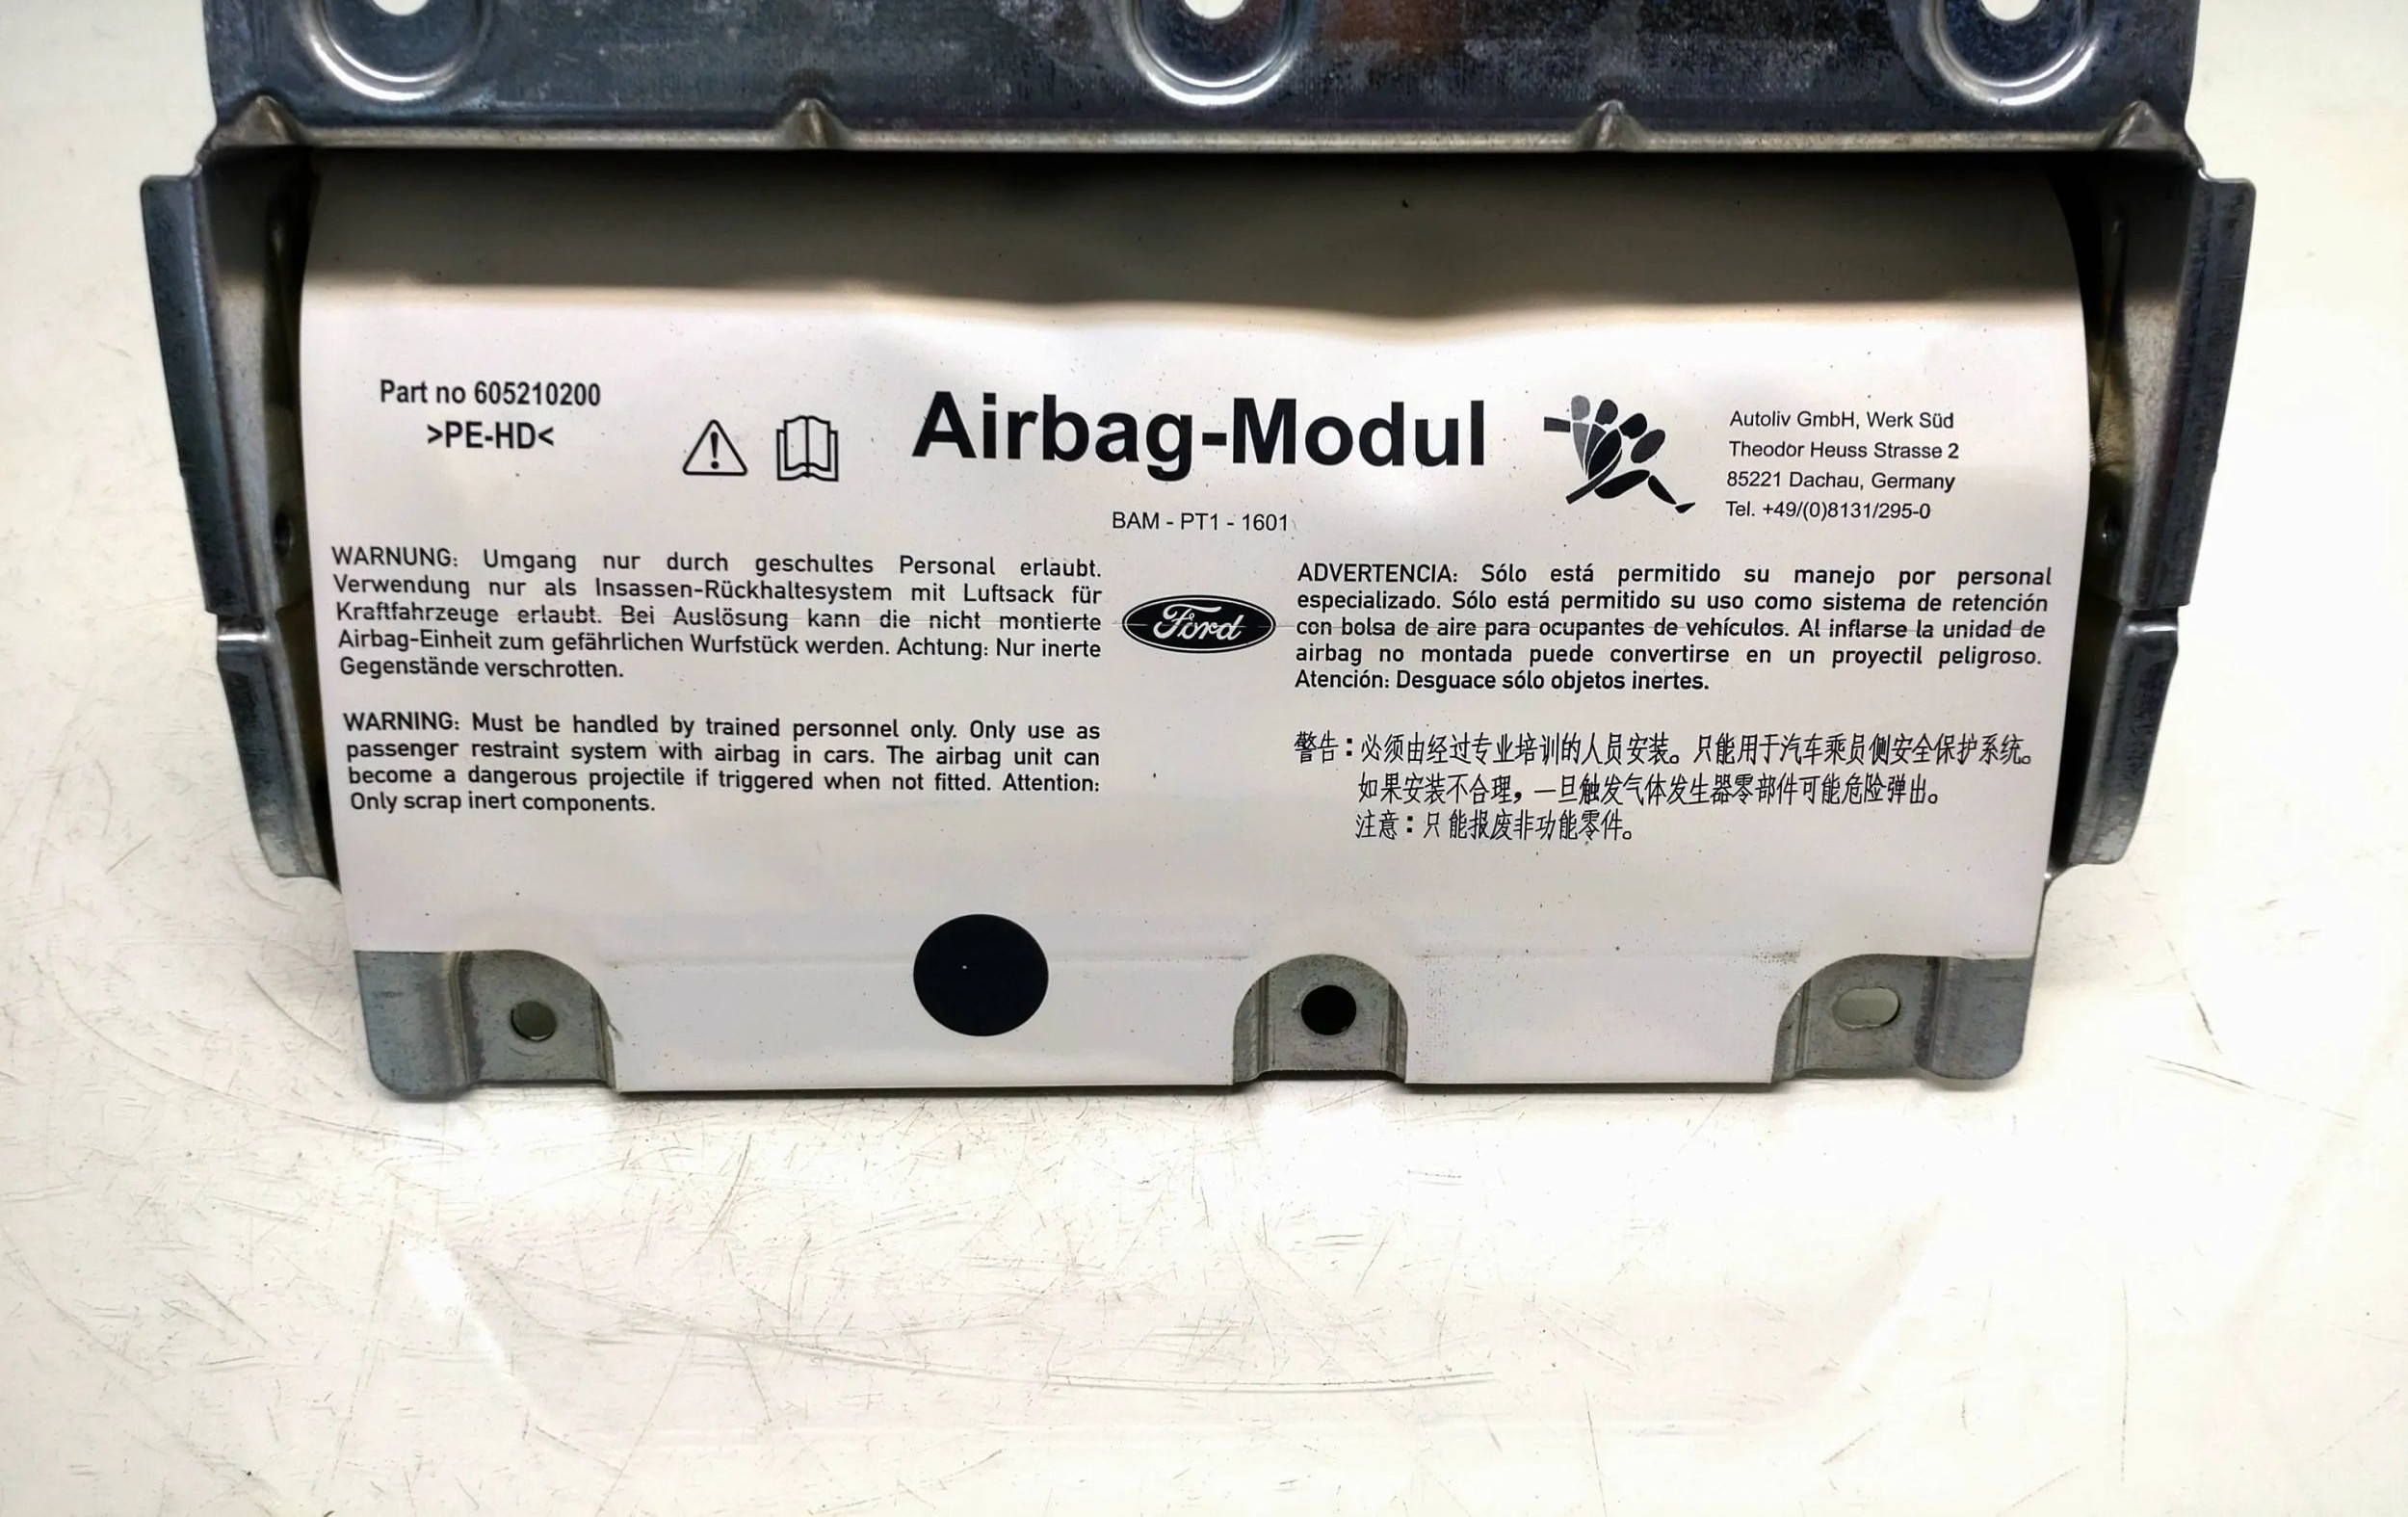 Part no 605210200
>PE-HD<
Airbag-Modul
BAM - PT1 - 1601
Autoliv GmbH, Werk Süd
Theodor Heuss Strasse 2
85221 Dachau, Germany
Tel. +49/(0)8131/295-0
WARNUNG: Umgang nur durch geschultes Personal erlaubt.
Verwendung nur als Insassen-Rückhaltesystem mit Luftsack für
Kraftfahrzeuge erlaubt. Bei Auslösung kann die nicht montierte
Airbag-Einheit zum gefährlichen Wurfstück werden. Achtung: Nur inerte
Gegenstände verschrotten.
WARNING: Must be handled by trained personnel only. Only use as
passenger restraint system with airbag in cars. The airbag unit can
become a dangerous projectile if triggered when not fitted. Attention:
Only scrap inert components.
Ford
ADVERTENCIA: Sólo está permitido su manejo por personal
especializado. Sólo está permitido su uso como sistema de retención
con bolsa de aire para ocupantes de vehículos. Al inflarse la unidad de
airbag no montada puede convertirse en un proyectil peligroso.
Atención: Desguace sólo objetos inertes.
警告：必须由经过专业培训的人员安装。只能用于汽车乘员侧安全保护系统。
如果安装不合理，一旦触发气体发生器零部件可能危险弹出。
注意：只能报废非功能零件。